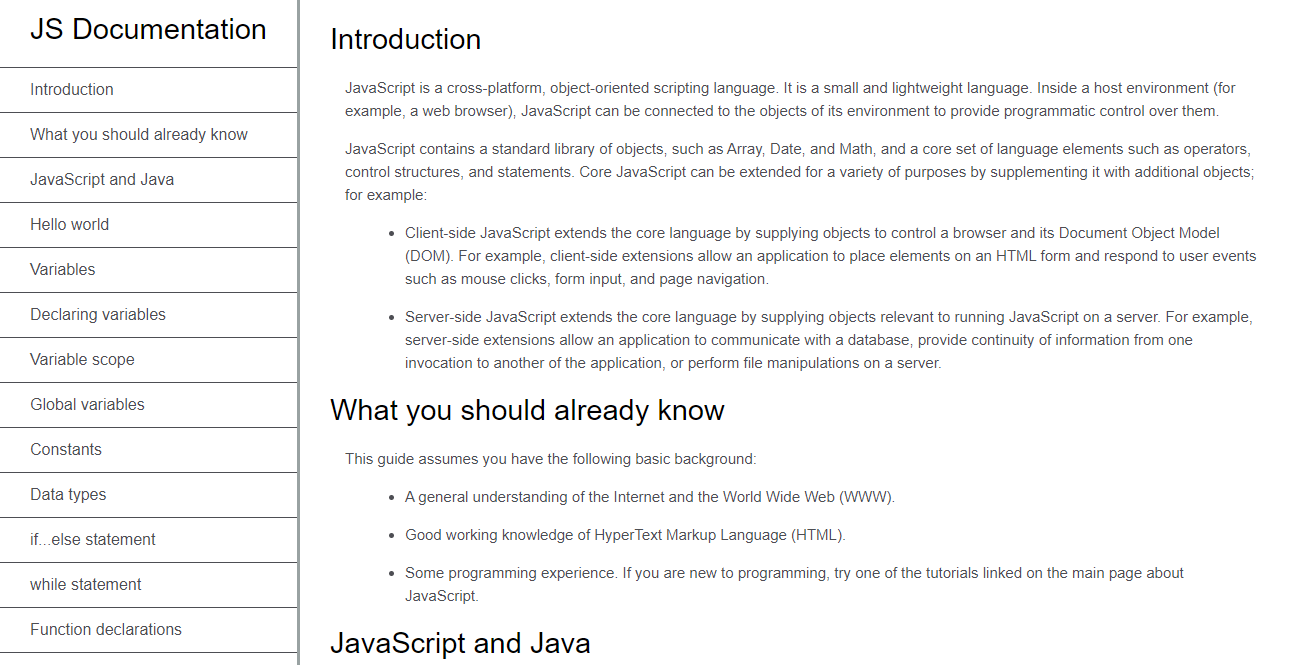 JS Documentation
Introduction
What you should already know
JavaScript and Java
Hello world
Variables
Declaring variables
Variable scope
Global variables
Constants
Data types
if...else statement
while statement
Function declarations
Introduction
JavaScript is a cross-platform, object-oriented scripting language. It is a small and lightweight language. Inside a host environment (for
example, a web browser), JavaScript can be connected to the objects of its environment to provide programmatic control over them.
JavaScript contains a standard library of objects, such as Array, Date, and Math, and a core set of language elements such as operators,
control structures, and statements. Core JavaScript can be extended for a variety of purposes by supplementing it with additional objects;
for example:
• Client-side JavaScript extends the core language by supplying objects to control a browser and its Document Object Model
(DOM). For example, client-side extensions allow an application to place elements on an HTML form and respond to user events
such as mouse clicks, form input, and page navigation.
• Server-side JavaScript extends the core language by supplying objects relevant to running JavaScript on a server. For example,
server-side extensions allow an application to communicate with a database, provide continuity of information from one
invocation to another of the application, or perform file manipulations on a server.
What you should already know
This guide assumes you have the following basic background:
• A general understanding of the Internet and the World Wide Web (WWW).
• Good working knowledge of HyperText Markup Language (HTML).
• Some programming experience. If you are new to programming, try one of the tutorials linked on the main page about
JavaScript.
JavaScript and Java